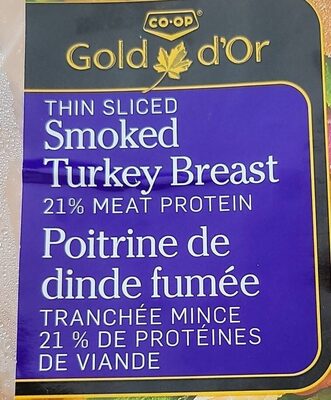 CO•OP
Gold d'Or
THIN SLICED
Smoked
Turkey Breast
21% MEAT PROTEIN
Poitrine de
dinde fumée
TRANCHÉE MINCE
21 % DE PROTÉINES
DE VIANDE